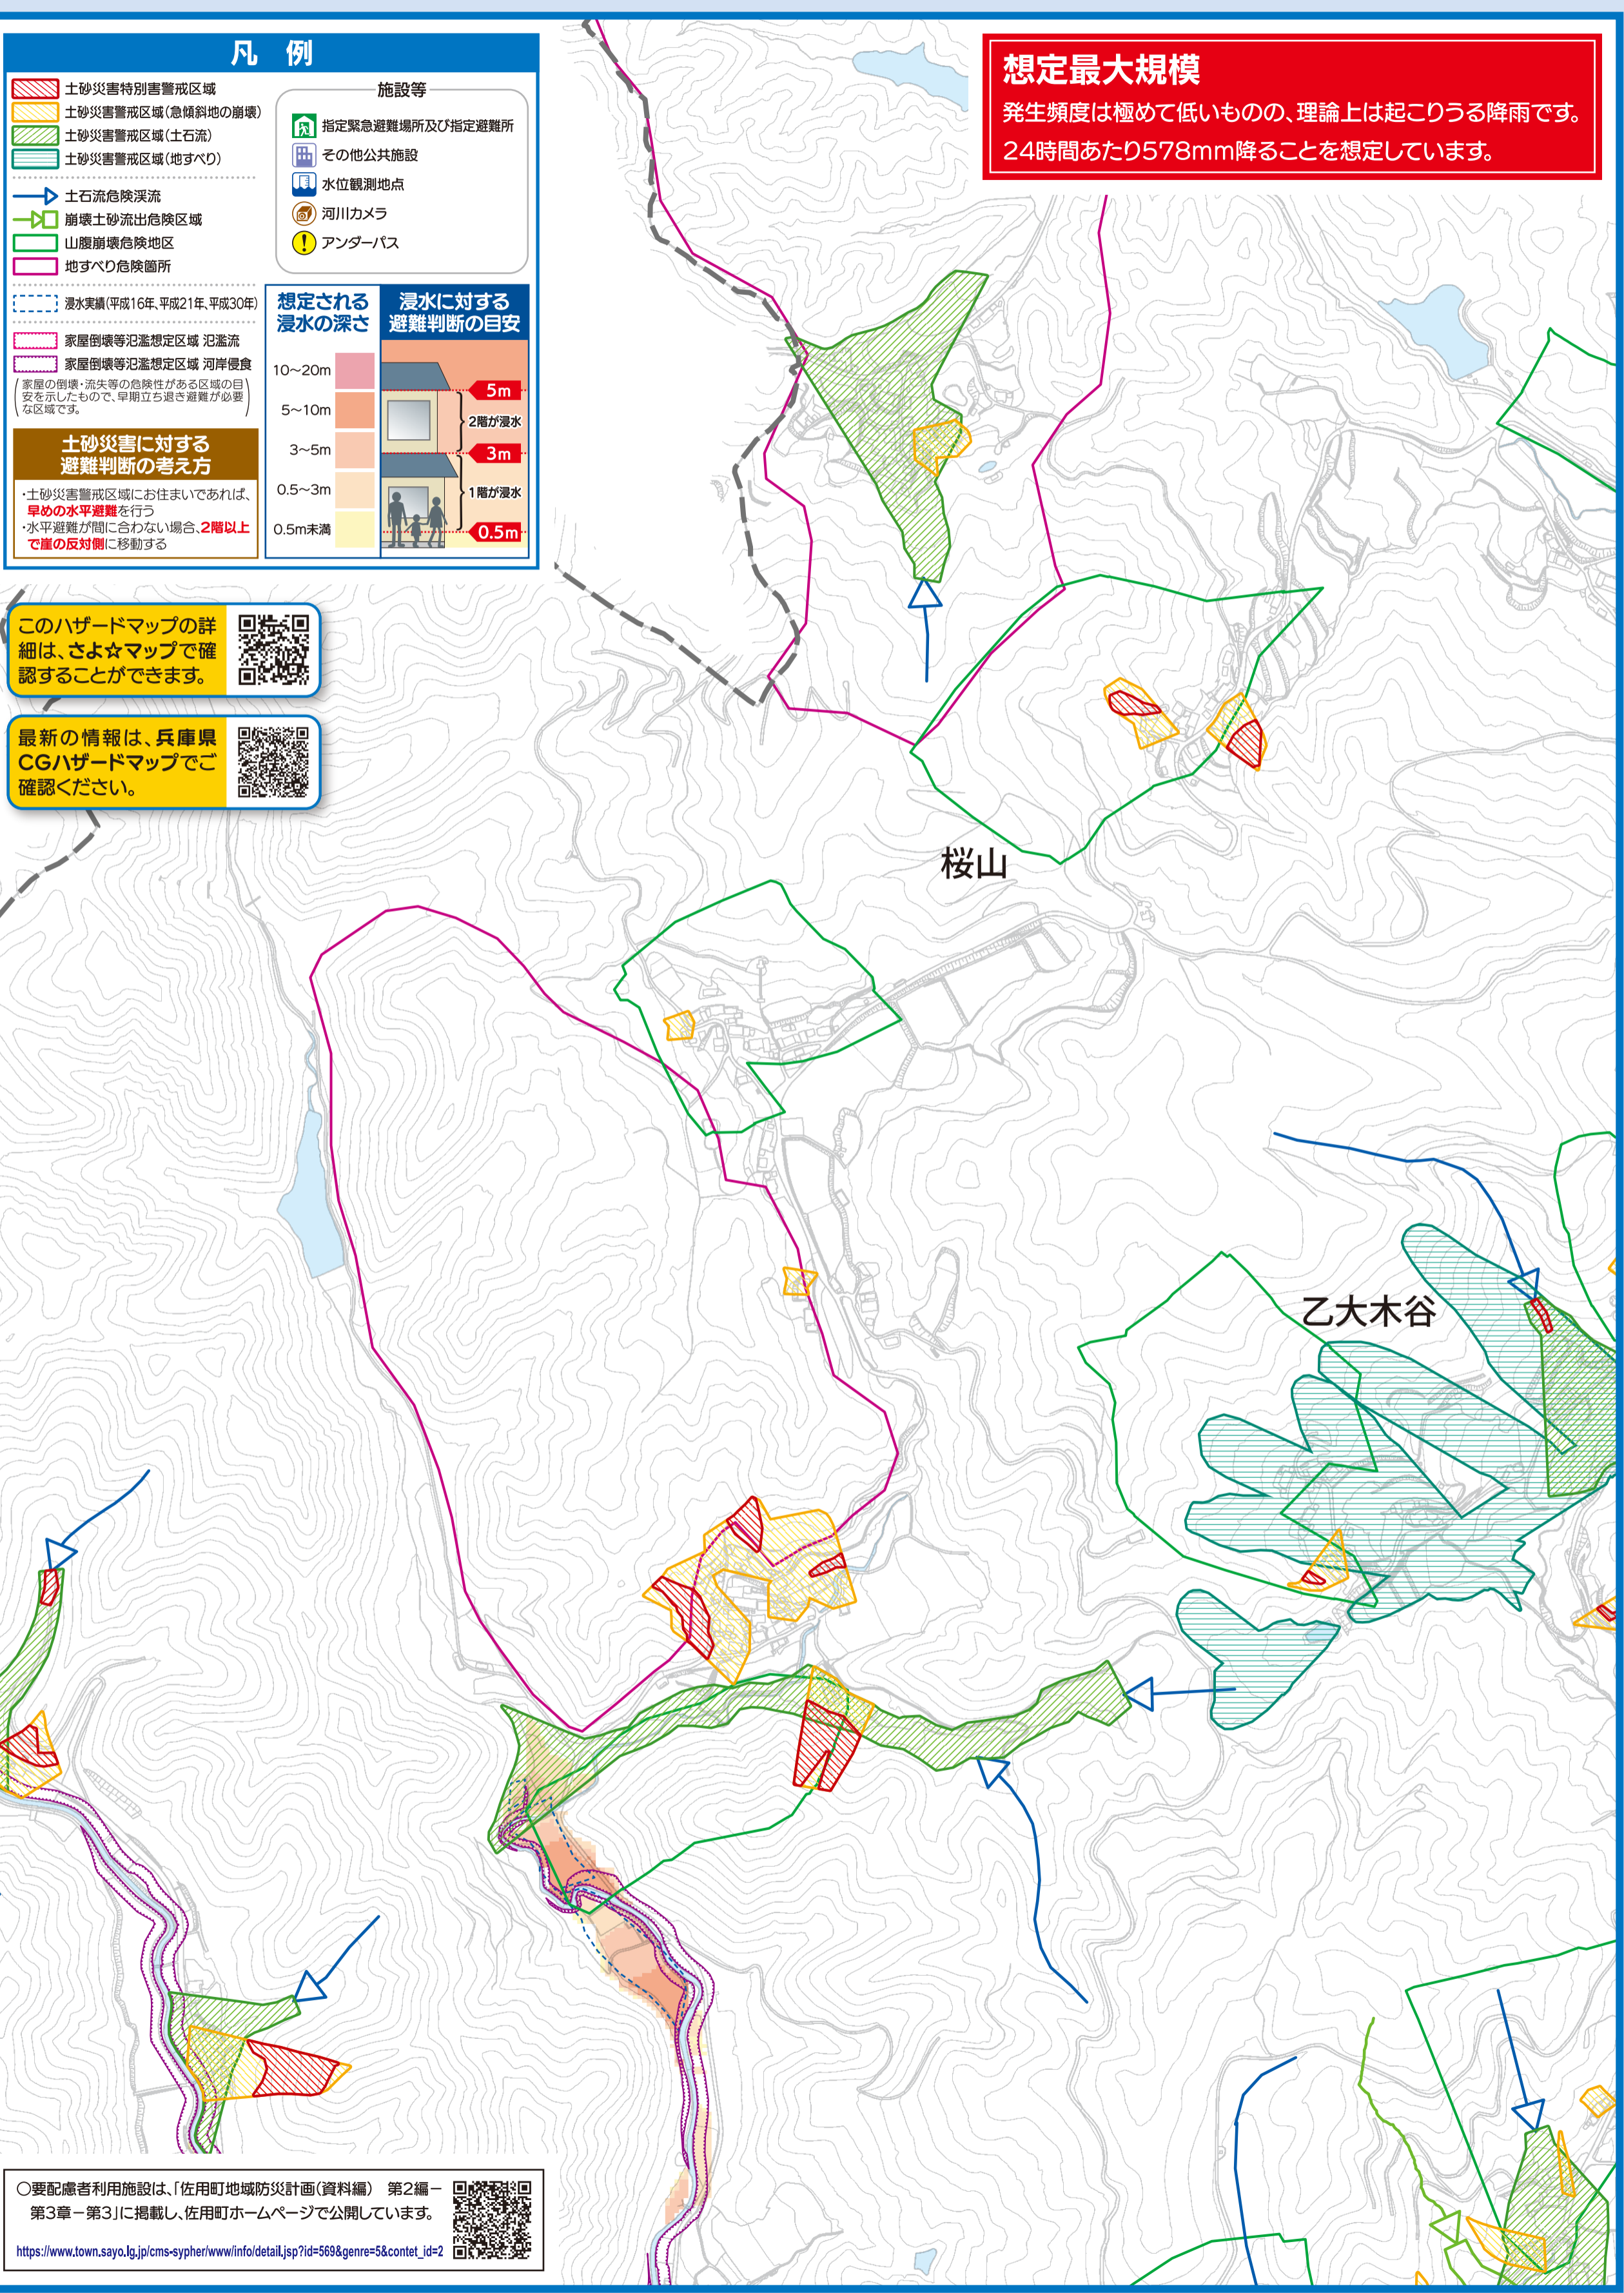 凡 例
土砂災害特別害警戒区域
土砂災害警戒区域(急傾斜地の崩壊)
土砂災害警戒区域(土石流)
土砂災害警戒区域(地すべり)
土石流危険渓流
崩壊土砂流出危険区域
山腹崩壊危険地区
地すべり危険箇所
浸水実績(平成16年、平成21年、平成30年)
家屋倒壊等氾濫想定区域 氾濫流
家屋倒壊等氾濫想定区域 河岸侵食
(家屋の倒壊・流失等の危険性がある区域の目
安を示したもので、早期立ち退き避難が必要
な区域です。)
施設等
指定緊急避難場所及び指定避難所
その他公共施設
水位観測地点
河川カメラ
アンダーパス
土砂災害に対する
避難判断の考え方
・土砂災害警戒区域にお住まいであれば、
早めの水平避難を行う
・水平避難が間に合わない場合、2階以上
で崖の反対側に移動する
想定される
浸水の深さ
10~20m
5~10m
3~5m
0.5~3m
0.5m未満
浸水に対する
避難判断の目安
5m
2階が浸水
3m
1階が浸水
0.5m
想定最大規模
発生頻度は極めて低いものの、理論上は起こりうる降雨です。
24時間あたり578mm降ることを想定しています。
このハザードマップの詳
細は、さよ☆マップで確
認することができます。
最新の情報は、兵庫県
CGハザードマップでご
確認ください。
桜山
乙大木谷
○要配慮者利用施設は、「佐用町地域防災計画(資料編) 第2編-
第3章-第3」に掲載し、佐用町ホームページで公開しています。
https://www.town.sayo.lg.jp/cms-sypher/www/info/detail.jsp?id=569&genre=5&contet_id=2